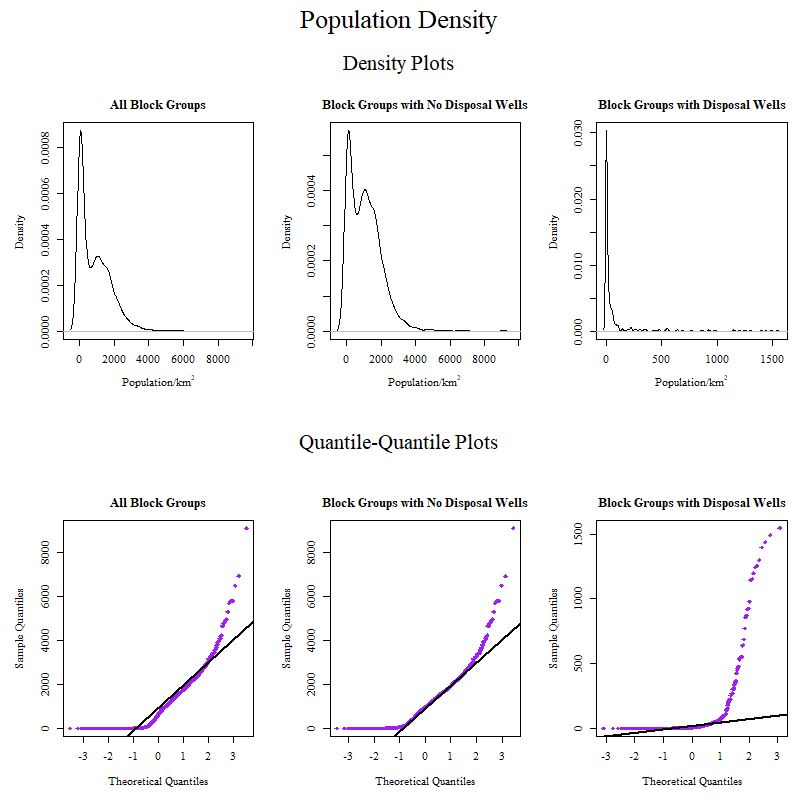 Population Density
Density Plots
All Block Groups
Block Groups with No Disposal Wells
Block Groups with Disposal Wells
Density
0.0000 0.0002 0.0004 0.0006 0.0008
0 2000 4000 6000 8000
Population/km²
Density
0.0000 0.0002 0.0004
0 2000 4000 6000 8000
Population/km²
Density
0.000 0.010 0.020 0.030
0 500 1000 1500
Population/km²
Quantile-Quantile Plots
All Block Groups
Block Groups with No Disposal Wells
Block Groups with Disposal Wells
Sample Quantiles
0 2000 4000 6000 8000
-3 -2 -1 0 1 2 3
Theoretical Quantiles
Sample Quantiles
0 2000 4000 6000 8000
-3 -2 -1 0 1 2 3
Theoretical Quantiles
Sample Quantiles
0 500 1000 1500
-3 -2 -1 0 1 2 3
Theoretical Quantiles